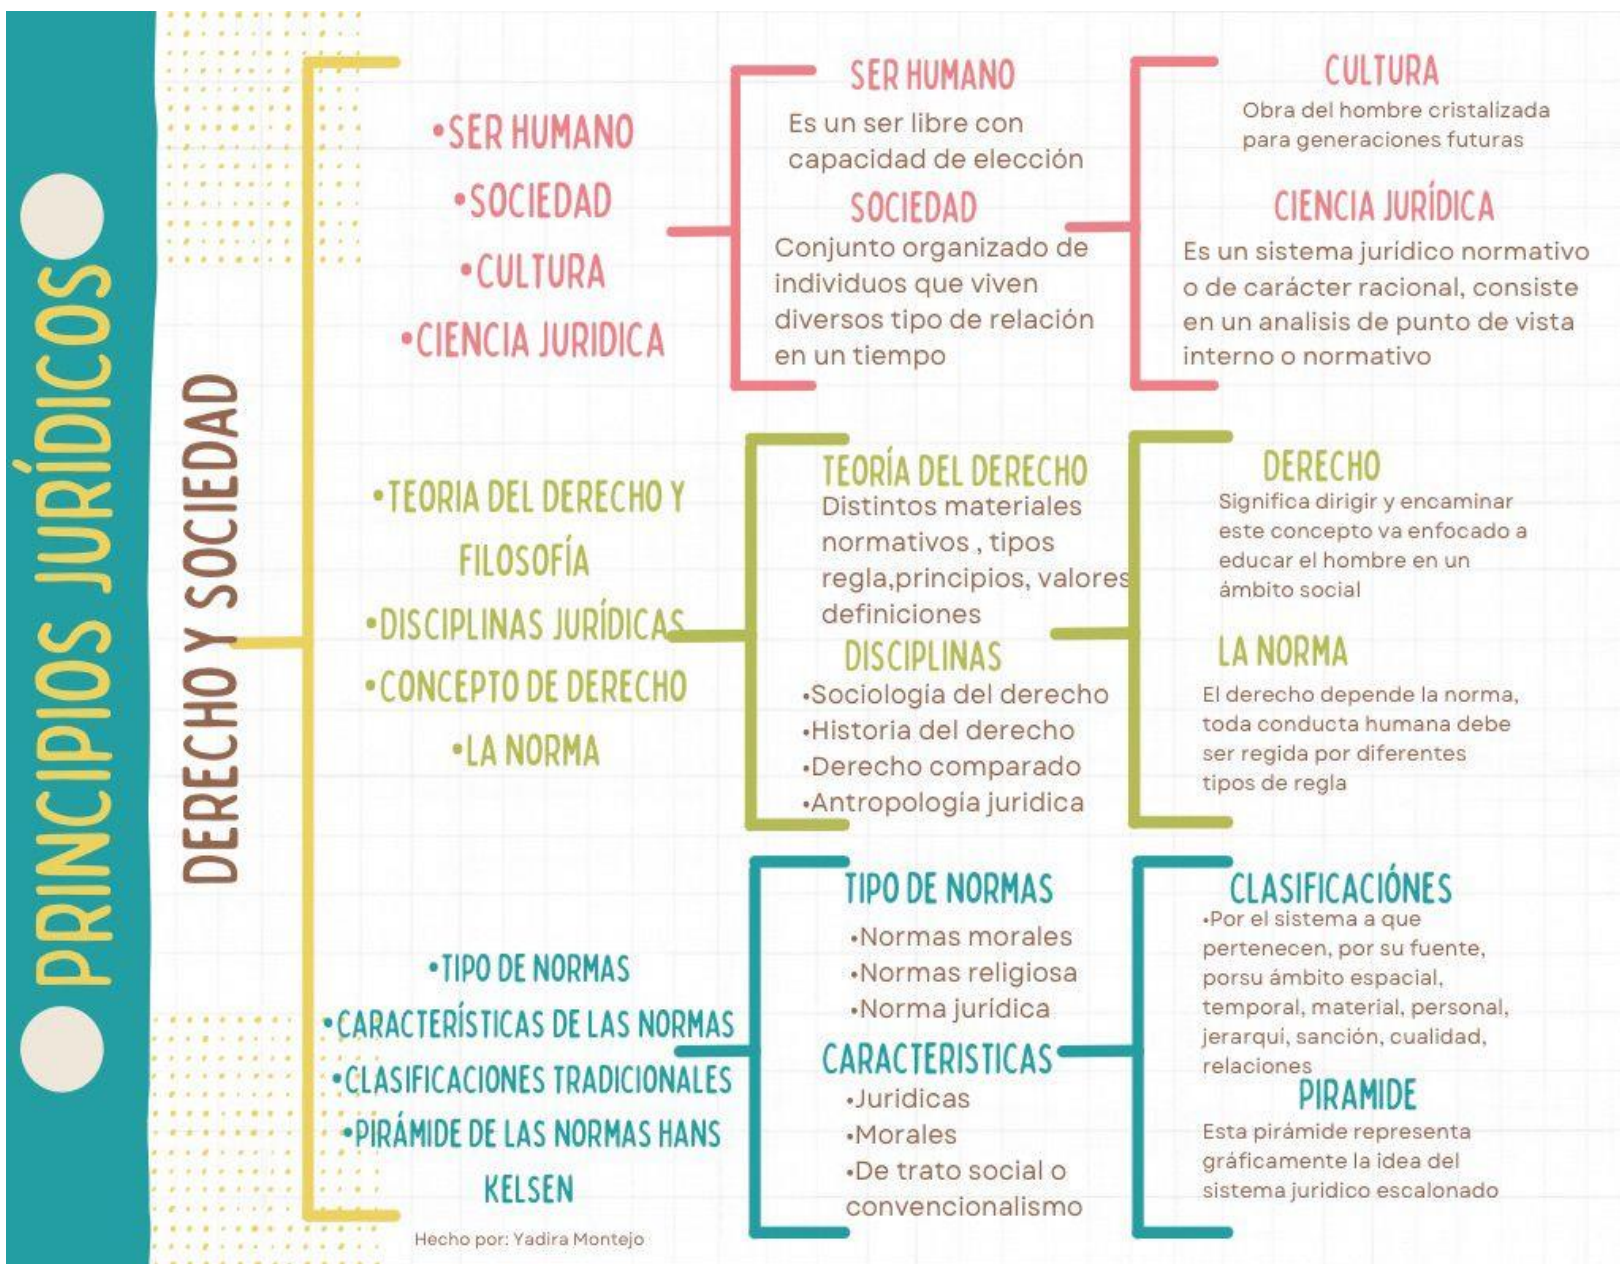 PRINCIPIOS JURÍDICOS
DERECHO Y SOCIEDAD
•SER HUMANO
•SOCIEDAD
•CULTURA
•CIENCIA JURIDICA
SER HUMANO
Es un ser libre con
capacidad de elección
SOCIEDAD
Conjunto organizado de
individuos que viven
diversos tipo de relación
en un tiempo
CULTURA
Obra del hombre cristalizada
para generaciones futuras
CIENCIA JURÍDICA
Es un sistema jurídico normativo
o de carácter racional, consiste
en un analisis de punto de vista
interno o normativo
•TEORIA DEL DERECHO Y
FILOSOFÍA
•DISCIPLINAS JURÍDICAS
•CONCEPTO DE DERECHO
•LA NORMA
TEORÍA DEL DERECHO
Distintos materiales
normativos , tipos
regla,principios, valores
definiciones
DISCIPLINAS
•Sociología del derecho
•Historia del derecho
•Derecho comparado
•Antropología juridica
DERECHO
Significa dirigir y encaminar
este concepto va enfocado a
educar el hombre en un
ámbito social
LA NORMA
El derecho depende la norma,
toda conducta humana debe
ser regida por diferentes
tipos de regla
•TIPO DE NORMAS
•CARACTERÍSTICAS DE LAS NORMAS
•CLASIFICACIONES TRADICIONALES
•PIRÁMIDE DE LAS NORMAS HANS
KELSEN
TIPO DE NORMAS
•Normas morales
•Normas religiosa
•Norma jurídica
CARACTERISTICAS
•Juridicas
•Morales
•De trato social o
convencionalismo
CLASIFICACIÓNES
•Por el sistema a que
pertenecen, por su fuente,
porsu ámbito espacial,
temporal, material, personal,
jerarquí, sanción, cualidad,
relaciones
PIRAMIDE
Esta pirámide representa
gráficamente la idea del
sistema juridico escalonado
Hecho por: Yadira Montejo